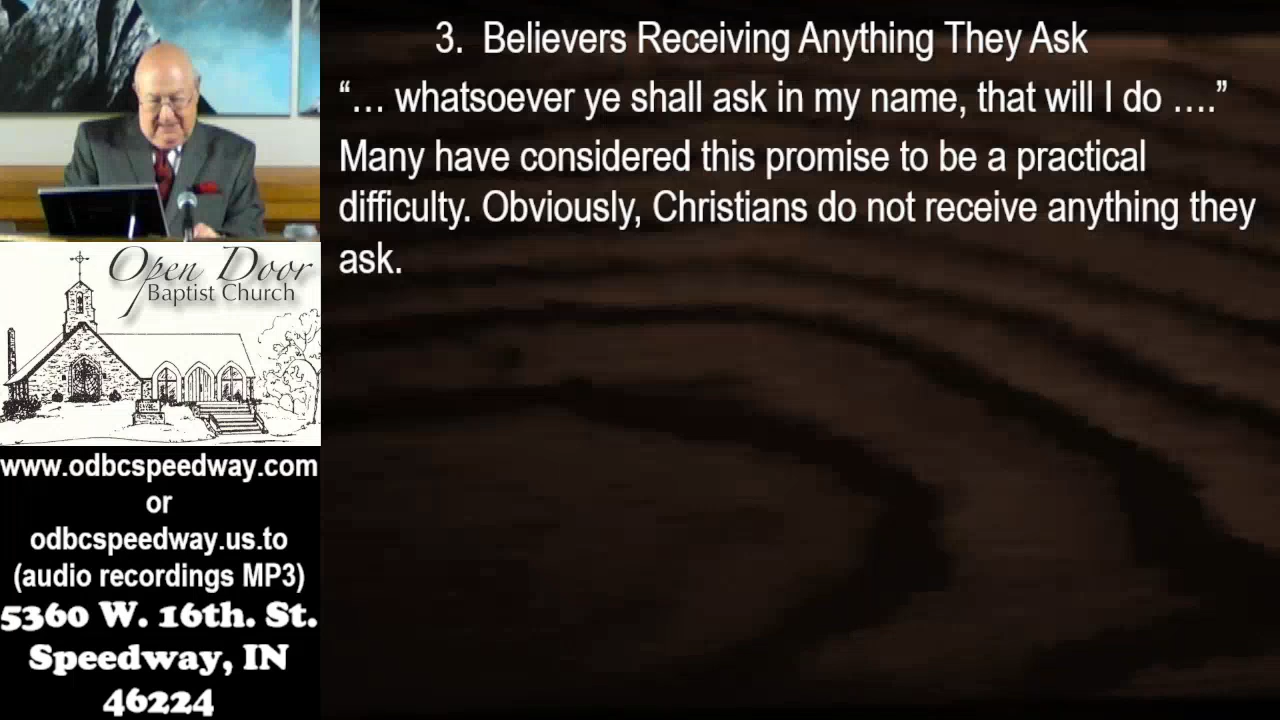 3. Believers Receiving Anything They Ask
“… whatsoever ye shall ask in my name, that will I do ….”
Many have considered this promise to be a practical
difficulty. Obviously, Christians do not receive anything they
ask.
Open Door
Baptist Church
www.odbcspeedway.com
or
odbcspeedway.us.to
(audio recordings MP3)
5360 W. 16th. St.
Speedway, IN
46224